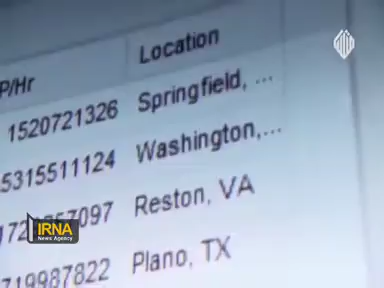 P/Hr Location
1520721326 Springfield, ...
5315511124 Washington,...
Reston, VA
719987822 Plano, TX
IRNA
News Agency